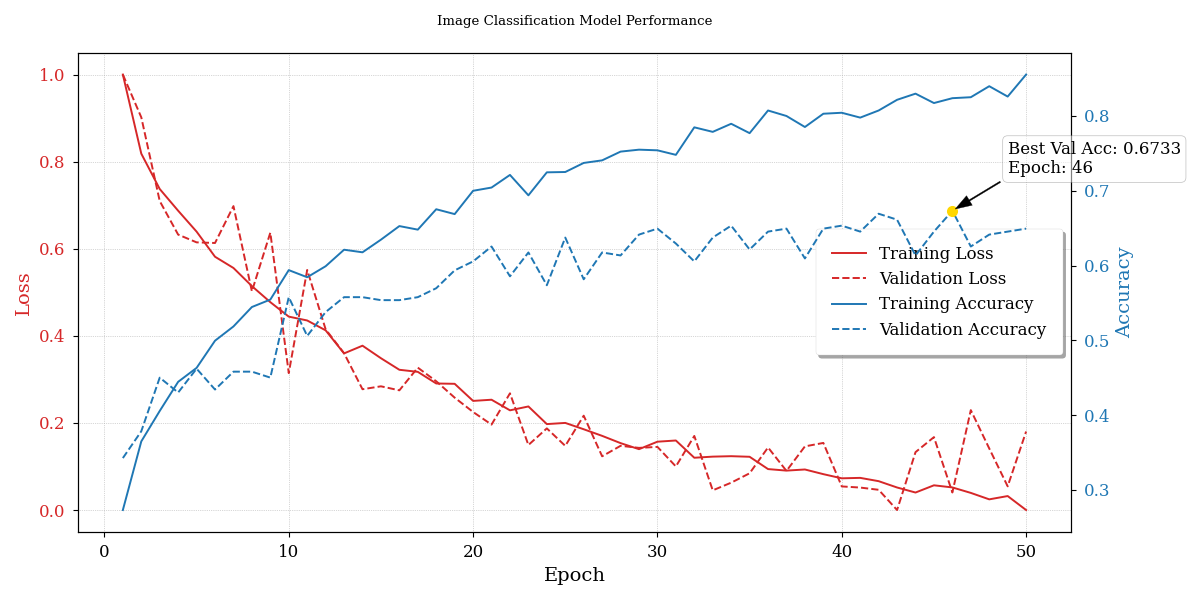 Image Classification Model Performance
1.0
0.8
0.6
0.4
0.2
0.0
Loss
0.8
0.7
0.6
0.5
0.4
0.3
Accuracy
Best Val Acc: 0.6733
Epoch: 46
Training Loss
Validation Loss
Training Accuracy
Validation Accuracy
0
10
20
30
40
50
Epoch